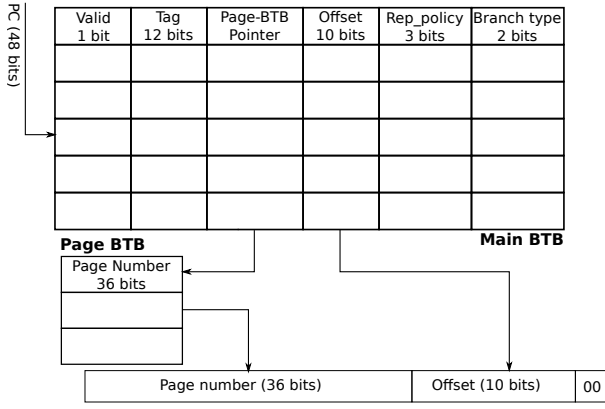 PC (48 bits)
Valid
1 bit
Tag
12 bits
Page-BTB
Pointer
Offset
10 bits
Rep_policy
3 bits
Branch type
2 bits
Page BTB
Main BTB
Page Number
36 bits
Page number (36 bits)
Offset (10 bits)
00